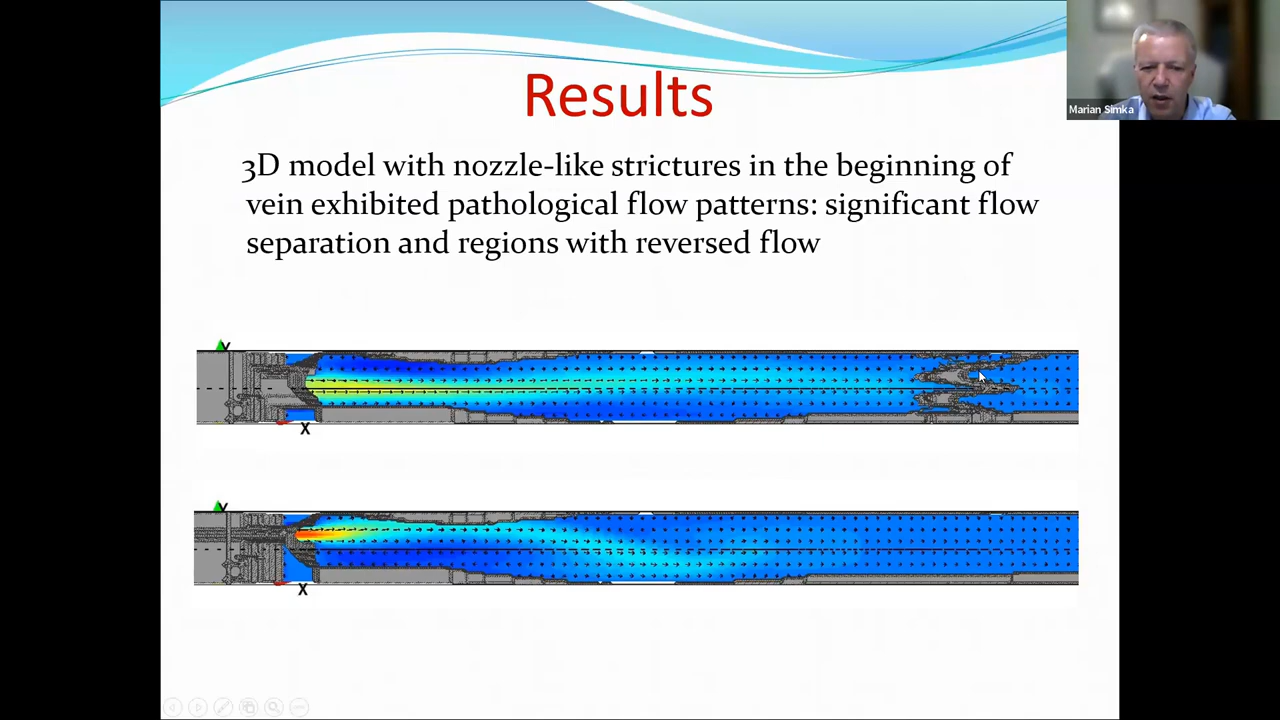 Results
Marian Simka
3D model with nozzle-like strictures in the beginning of
vein exhibited pathological flow patterns: significant flow
separation and regions with reversed flow
Y
X
Y
X